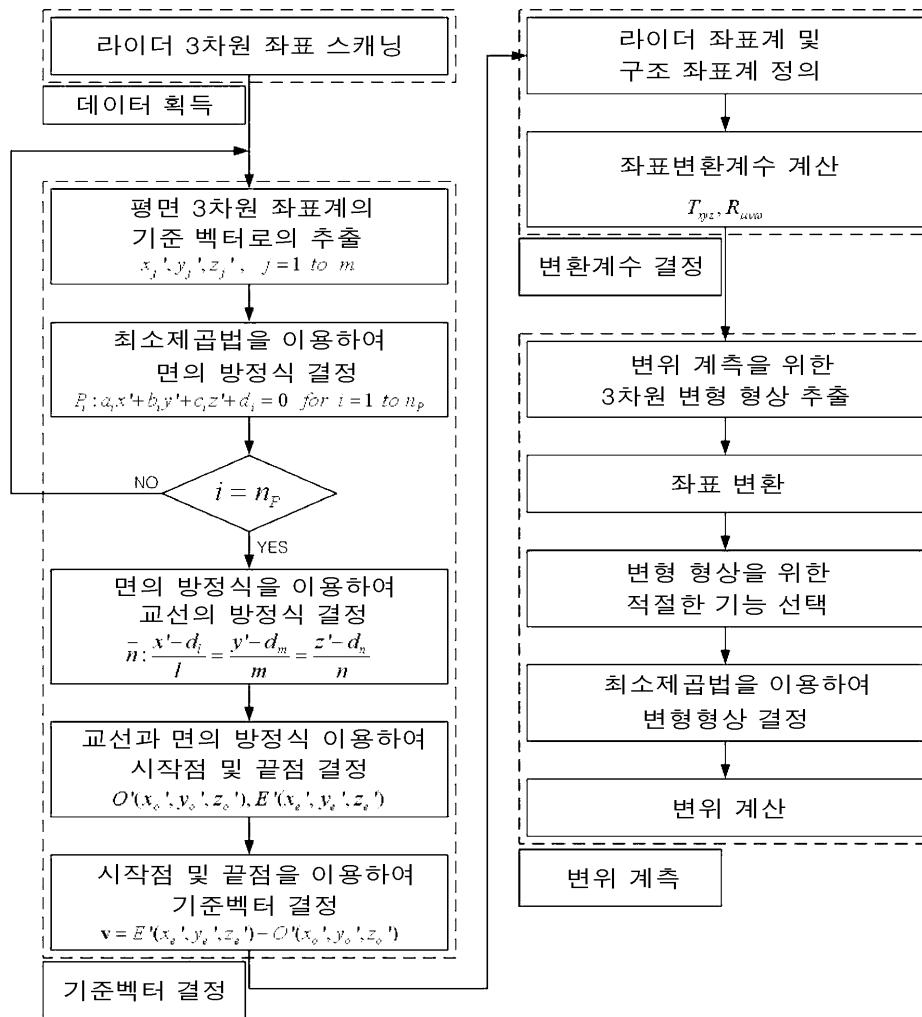 라이더 3차원 좌표 스캐닝
데이터 획득
평면 3차원 좌표계의
기준 벡터로의 추출
x_j', y_j', z_j', j=1 to m
최소제곱법을 이용하여
면의 방정식 결정
P_i : a_i x'+b_i y'+c_i z'+d_i = 0 for i=1 to n_P
NO
i = n_P
YES
면의 방정식을 이용하여
교선의 방정식 결정
n̄ : (x'-d_l)/l = (y'-d_m)/m = (z'-d_n)/n
교선과 면의 방정식 이용하여
시작점 및 끝점 결정
O'(x_o', y_o', z_o'), E'(x_e', y_e', z_e')
시작점 및 끝점을 이용하여
기준벡터 결정
v = E'(x_e', y_e', z_e') - O'(x_o', y_o', z_o')
기준벡터 결정
라이더 좌표계 및
구조 좌표계 정의
좌표변환계수 계산
T_xyz, R_μνω
변환계수 결정
변위 계측을 위한
3차원 변형 형상 추출
좌표 변환
변형 형상을 위한
적절한 기능 선택
최소제곱법을 이용하여
변형형상 결정
변위 계산
변위 계측